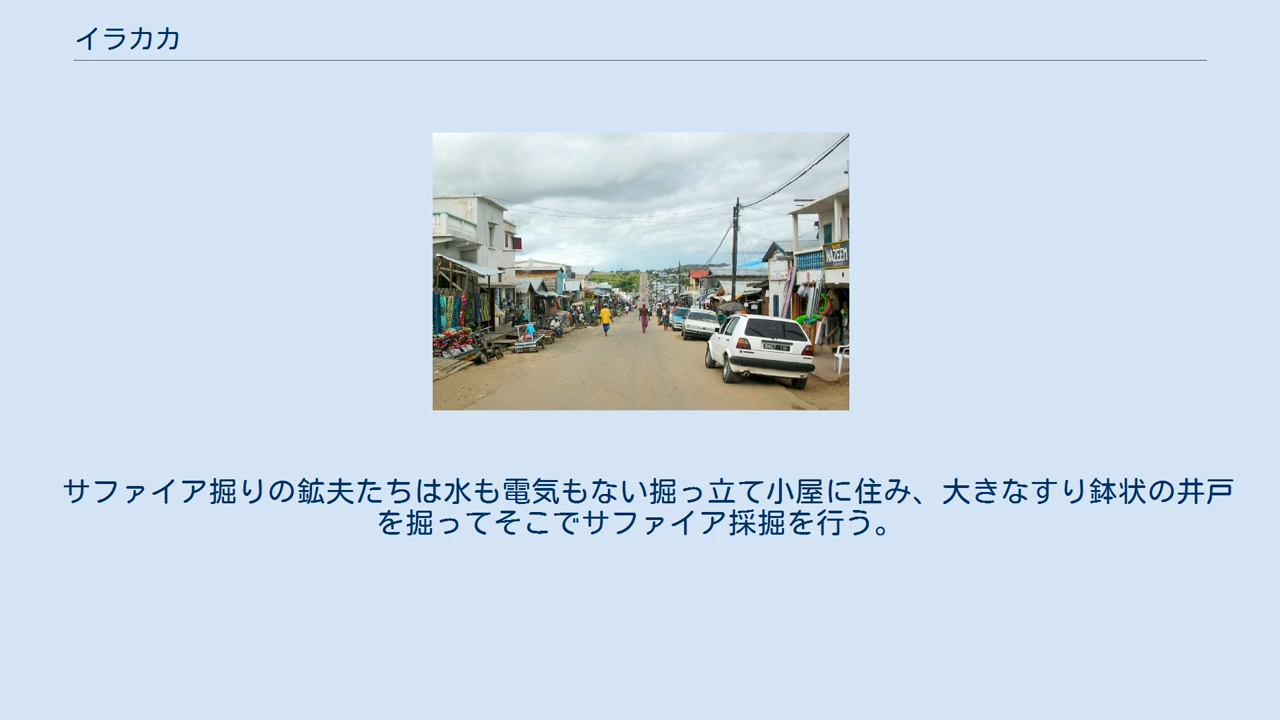 イラカカ
NAZEEM
サファイア掘りの鉱夫たちは水も電気もない掘っ立て小屋に住み、大きなすり鉢状の井戸
を掘ってそこでサファイア採掘を行う。